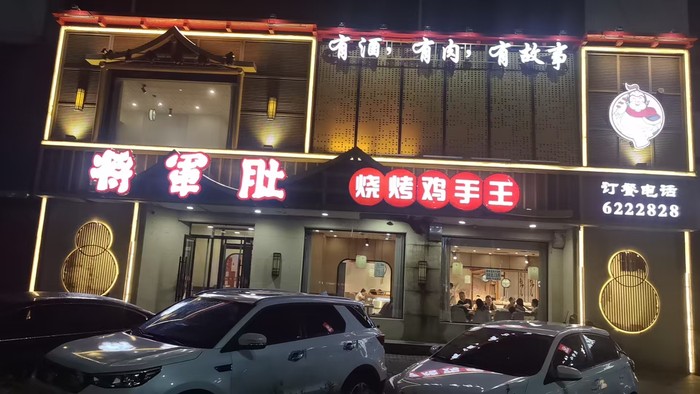 有酒，有肉，有故事
将軍肚
烧烤鸡手王
订餐电话
6222828